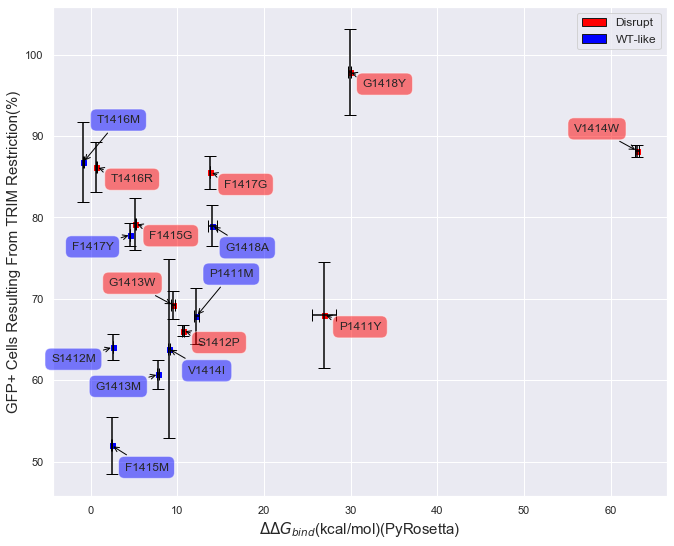 Disrupt
WT-like
100
90
80
70
60
50
GFP+ Cells Resulting From TRIM Restriction(%)
G1418Y
T1416M
V1414W
T1416R
F1417G
F1415G
F1417Y
G1418A
P1411M
G1413W
P1411Y
S1412P
S1412M
V1414I
G1413M
F1415M
0
10
20
30
40
50
60
ΔΔG_bind(kcal/mol)(PyRosetta)